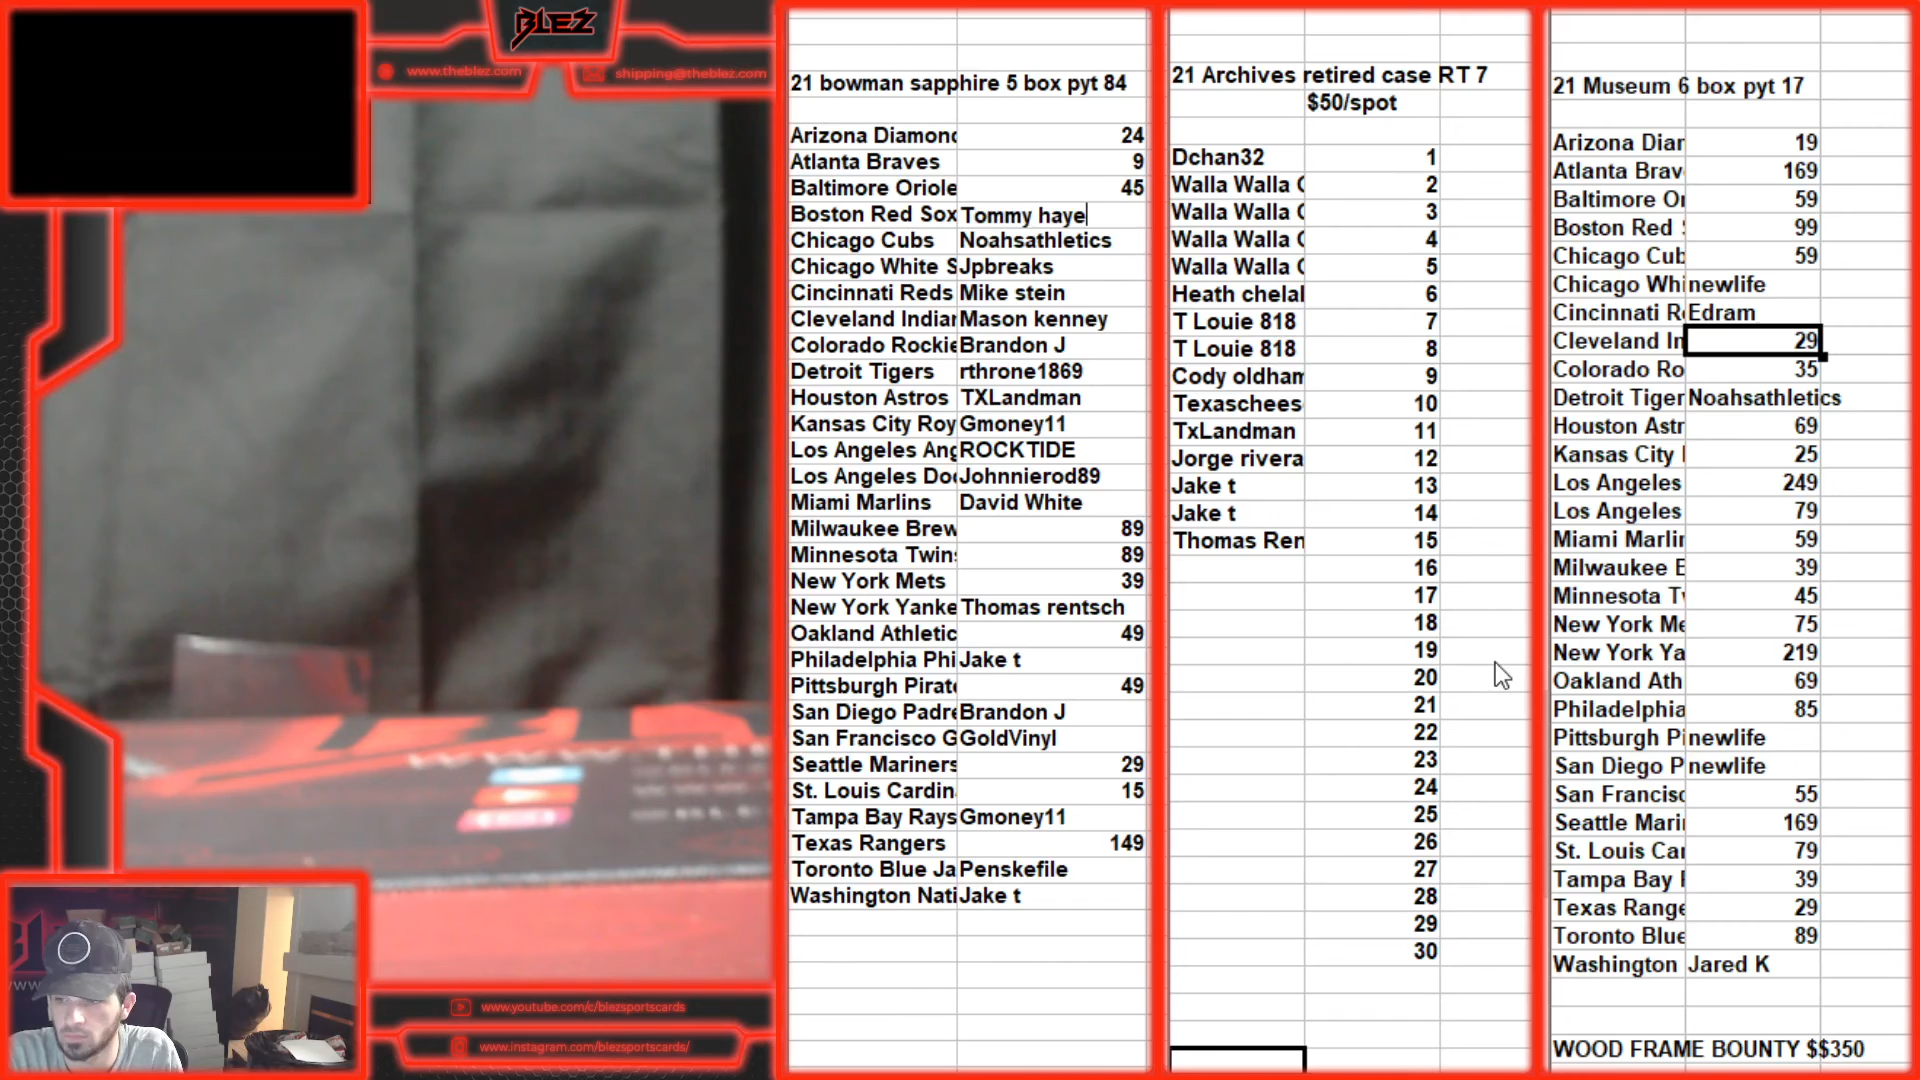 BLEZ
www.theblez.com
shipping@theblez.com
21 bowman sapphire 5 box pyt 84
Arizona Diamond 24
Atlanta Braves 9
Baltimore Oriole 45
Boston Red Sox Tommy haye
Chicago Cubs Noahsathletics
Chicago White S Jpbreaks
Cincinnati Reds Mike stein
Cleveland Indian Mason kenney
Colorado Rockie Brandon J
Detroit Tigers rthrone1869
Houston Astros TXLandman
Kansas City Roy Gmoney11
Los Angeles Ang ROCKTIDE
Los Angeles Dod Johnnierod89
Miami Marlins David White
Milwaukee Brew 89
Minnesota Twins 89
New York Mets 39
New York Yanke Thomas rentsch
Oakland Athletic 49
Philadelphia Phi Jake t
Pittsburgh Pirate 49
San Diego Padre Brandon J
San Francisco G GoldVinyl
Seattle Mariners 29
St. Louis Cardin 15
Tampa Bay Rays Gmoney11
Texas Rangers 149
Toronto Blue Ja Penskefile
Washington Nati Jake t
21 Archives retired case RT 7
$50/spot
Dchan32 1
Walla Walla C 2
Walla Walla C 3
Walla Walla C 4
Walla Walla C 5
Heath chelal 6
T Louie 818 7
T Louie 818 8
Cody oldham 9
Texaschees 10
TxLandman 11
Jorge rivera 12
Jake t 13
Jake t 14
Thomas Ren 15
16
17
18
19
20
21
22
23
24
25
26
27
28
29
30
21 Museum 6 box pyt 17
Arizona Diar 19
Atlanta Brav 169
Baltimore Or 59
Boston Red 99
Chicago Cub 59
Chicago Whi newlife
Cincinnati R Edram
Cleveland In 29
Colorado Ro 35
Detroit Tiger Noahsathletics
Houston Astr 69
Kansas City 25
Los Angeles 249
Los Angeles 79
Miami Marlin 59
Milwaukee B 39
Minnesota Tw 45
New York Me 75
New York Ya 219
Oakland Ath 69
Philadelphia 85
Pittsburgh Pi newlife
San Diego P newlife
San Francisc 55
Seattle Mari 169
St. Louis Car 79
Tampa Bay 39
Texas Range 29
Toronto Blue 89
Washington Jared K
WOOD FRAME BOUNTY $$350
www.youtube.com/c/blezsportscards
www.instagram.com/blezsportscards/